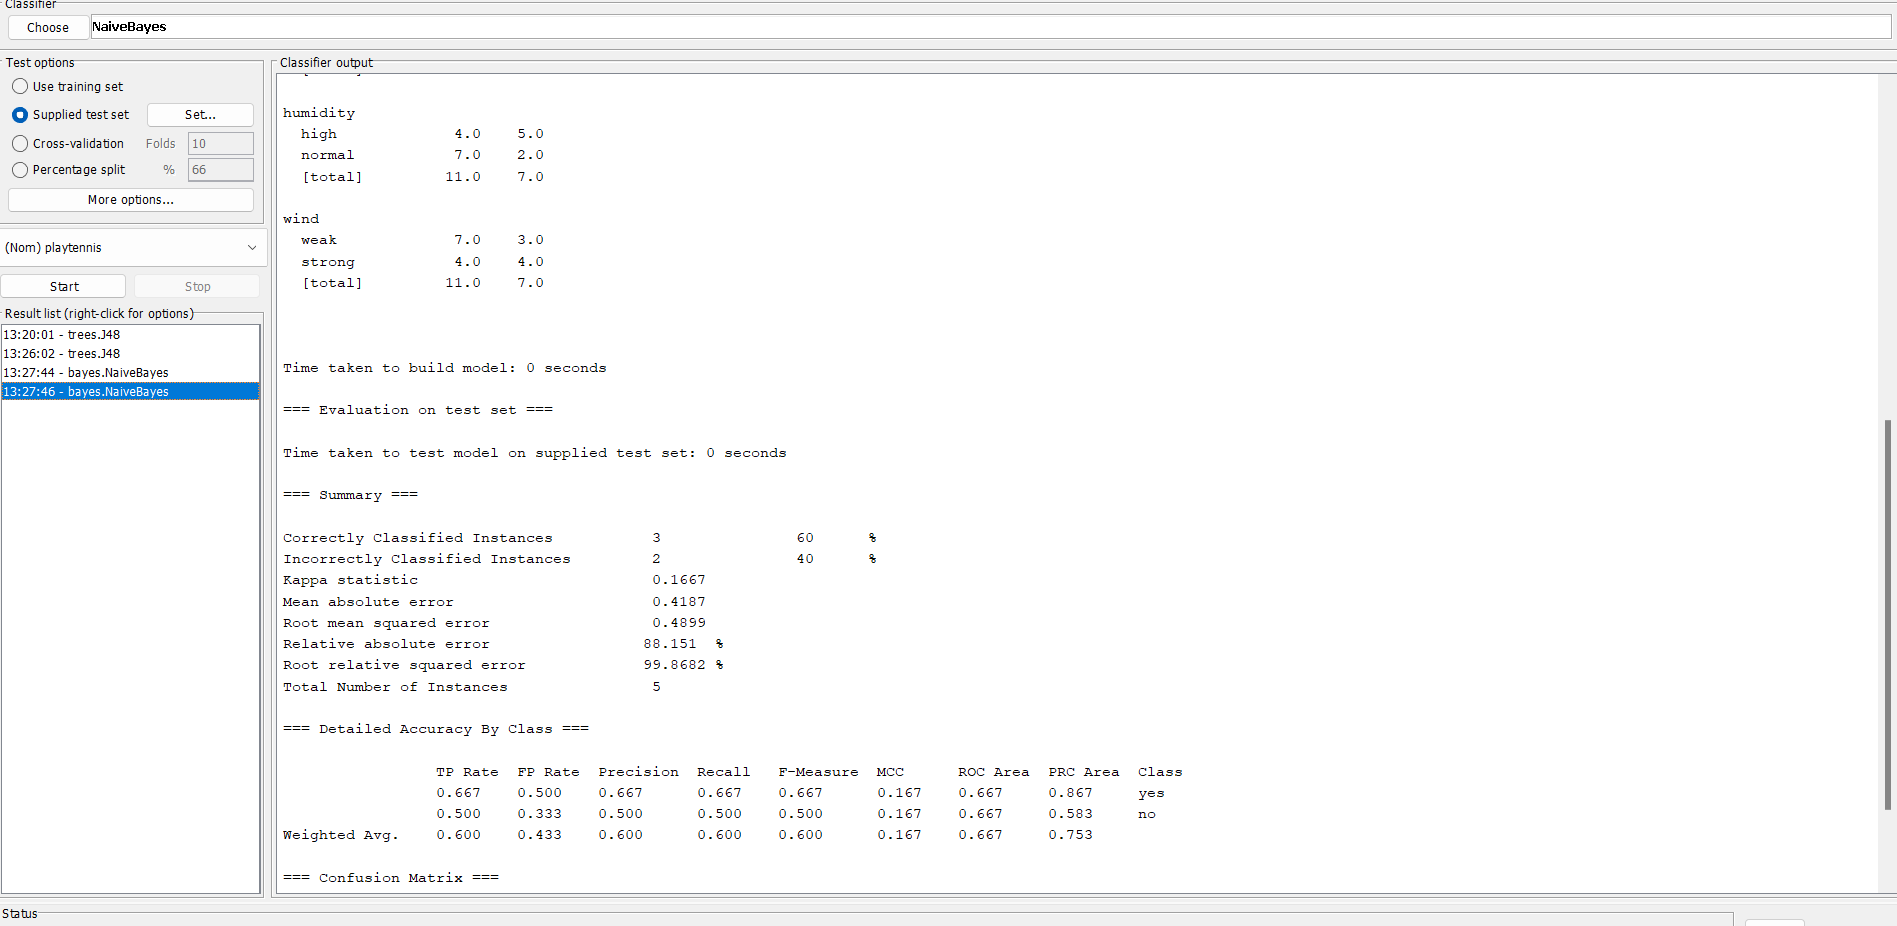 Classifier
Choose NaiveBayes
Test options
Use training set
Supplied test set Set...
Cross-validation Folds 10
Percentage split % 66
More options...
(Nom) playtennis
Start Stop
Result list (right-click for options)
13:20:01 - trees.J48
13:26:02 - trees.J48
13:27:44 - bayes.NaiveBayes
13:27:46 - bayes.NaiveBayes
Classifier output
humidity
high 4.0 5.0
normal 7.0 2.0
[total] 11.0 7.0
wind
weak 7.0 3.0
strong 4.0 4.0
[total] 11.0 7.0
Time taken to build model: 0 seconds
=== Evaluation on test set ===
Time taken to test model on supplied test set: 0 seconds
=== Summary ===
Correctly Classified Instances 3 60 %
Incorrectly Classified Instances 2 40 %
Kappa statistic 0.1667
Mean absolute error 0.4187
Root mean squared error 0.4899
Relative absolute error 88.151 %
Root relative squared error 99.8682 %
Total Number of Instances 5
=== Detailed Accuracy By Class ===
TP Rate FP Rate Precision Recall F-Measure MCC ROC Area PRC Area Class
0.667 0.500 0.667 0.667 0.667 0.167 0.667 0.867 yes
0.500 0.333 0.500 0.500 0.500 0.167 0.667 0.583 no
Weighted Avg. 0.600 0.433 0.600 0.600 0.600 0.167 0.667 0.753
=== Confusion Matrix ===
Status